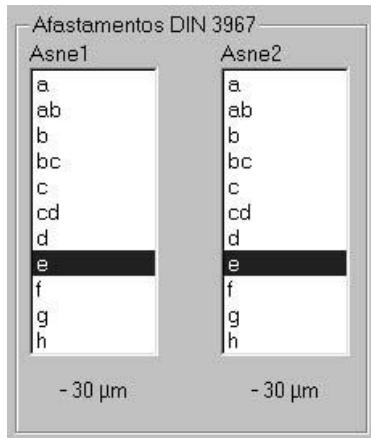 Afastamentos DIN 3967
Asne1 Asne2
a a
ab ab
b b
bc bc
c c
cd cd
d d
e e
f f
g g
h h
- 30 µm - 30 µm